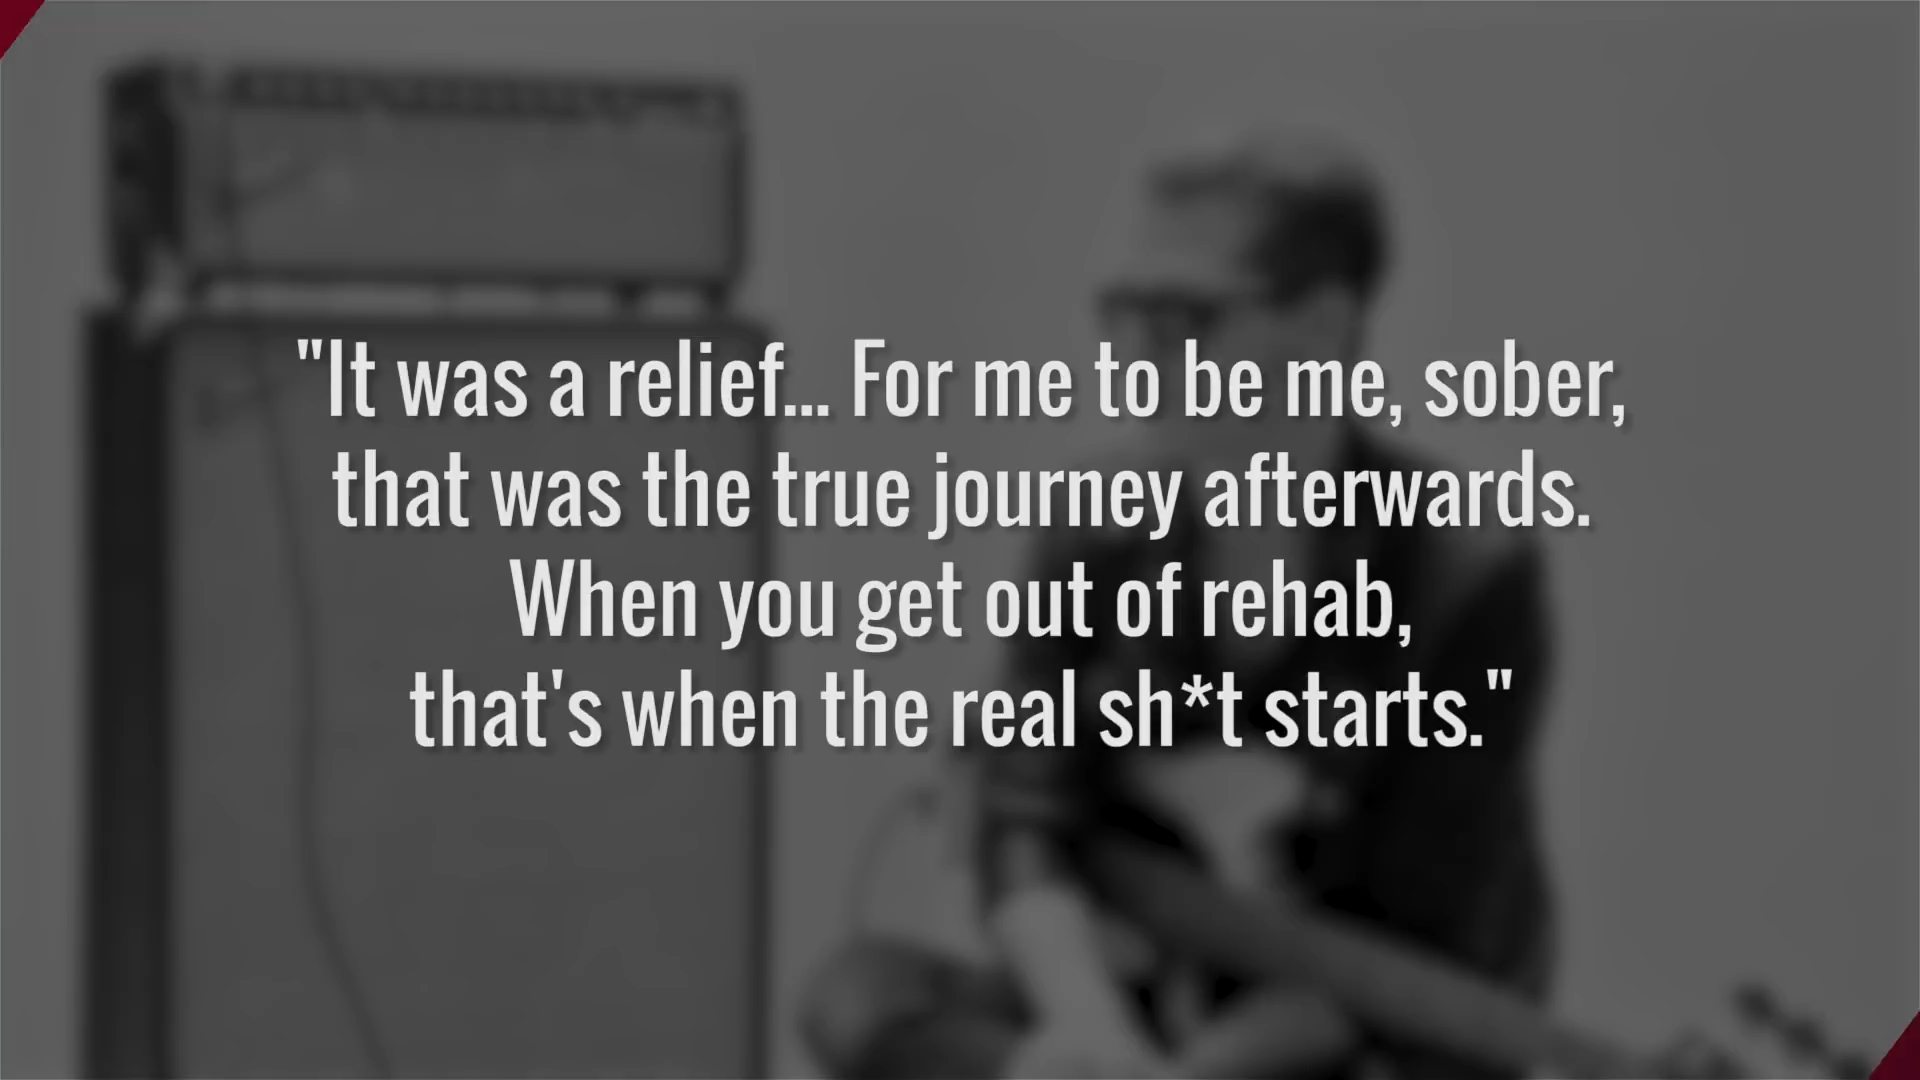 "It was a relief... For me to be me, sober,
that was the true journey afterwards.
When you get out of rehab,
that's when the real sh*t starts."